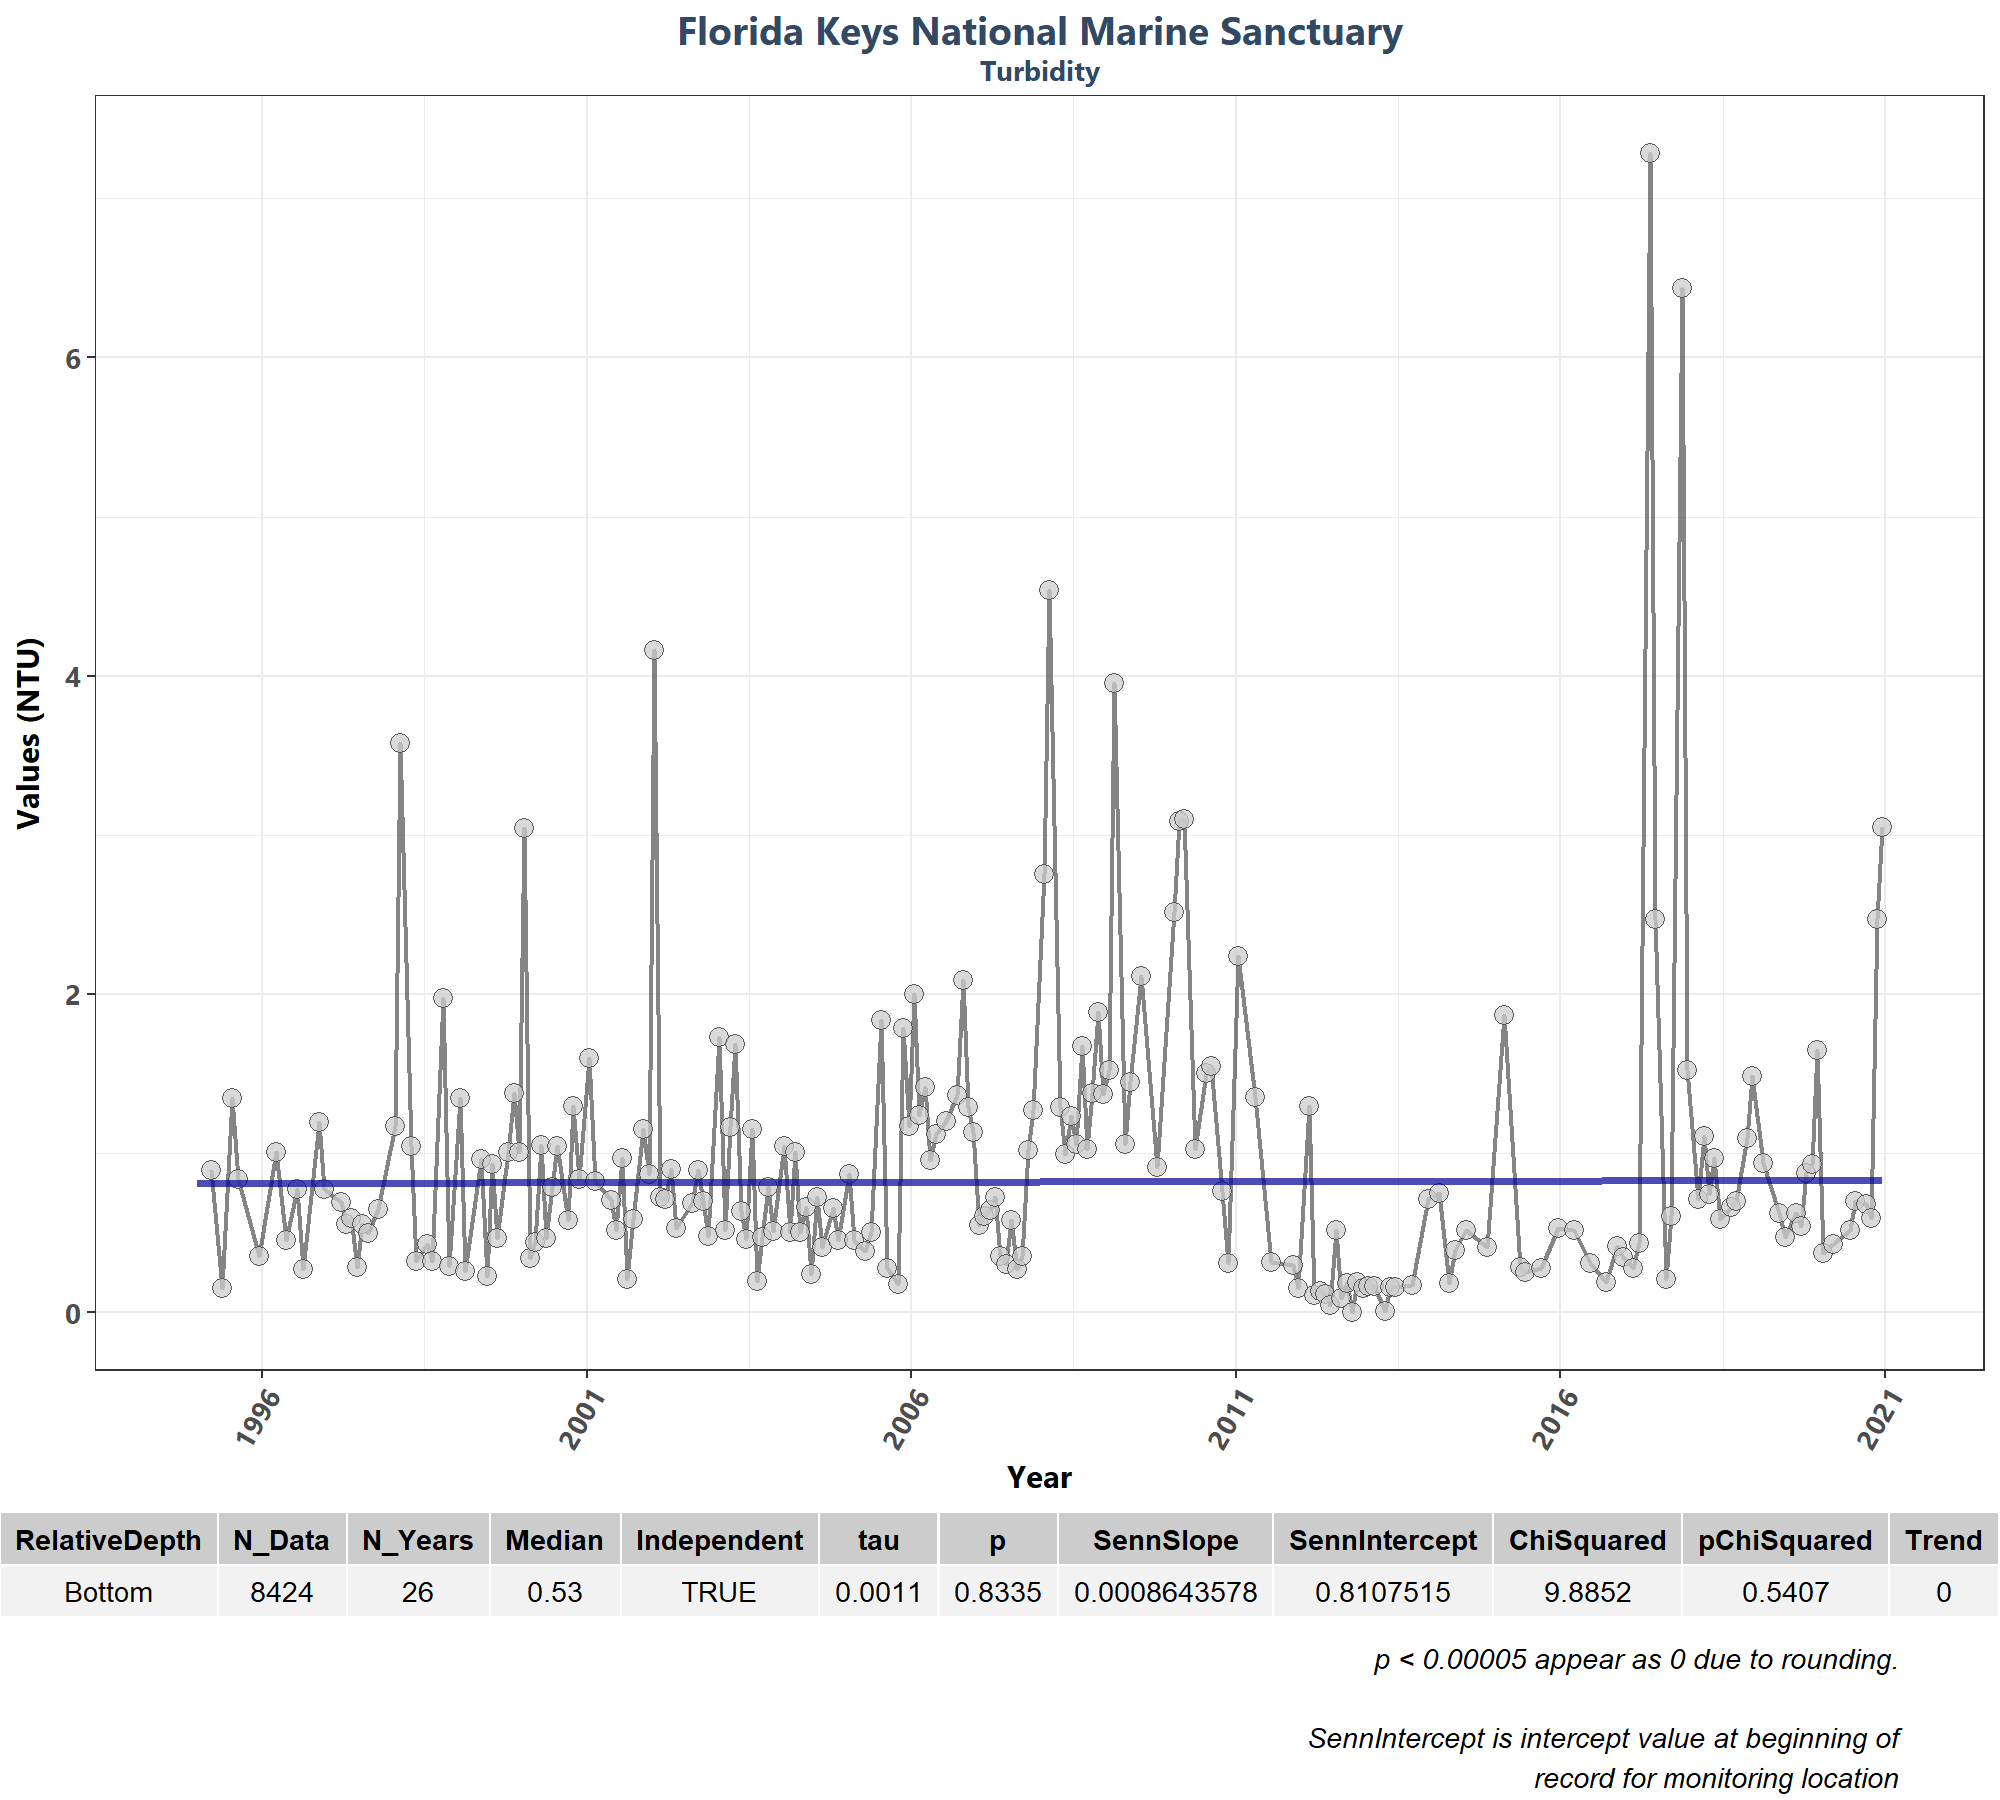 Florida Keys National Marine Sanctuary
Turbidity
Values (NTU)
6
4
2
0
1996 2001 2006 2011 2016 2021
Year
RelativeDepth N_Data N_Years Median Independent tau p SennSlope SennIntercept ChiSquared pChiSquared Trend
Bottom 8424 26 0.53 TRUE 0.0011 0.8335 0.0008643578 0.8107515 9.8852 0.5407 0
p < 0.00005 appear as 0 due to rounding.
SennIntercept is intercept value at beginning of
record for monitoring location